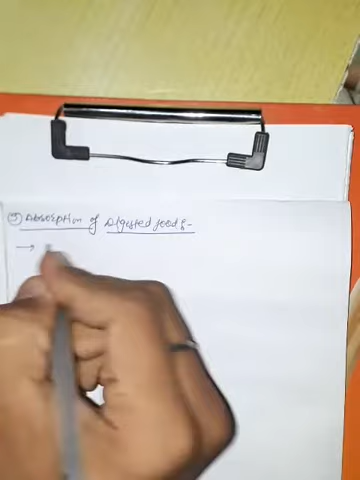 ⑤ Absorption of Digested food :-
→